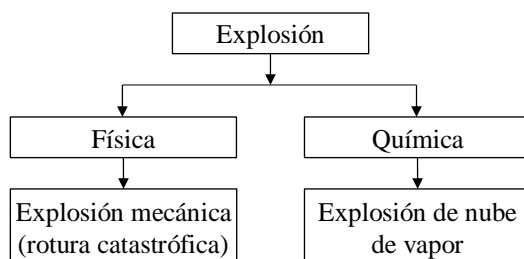 Explosión
Física
Química
Explosión mecánica
(rotura catastrófica)
Explosión de nube
de vapor